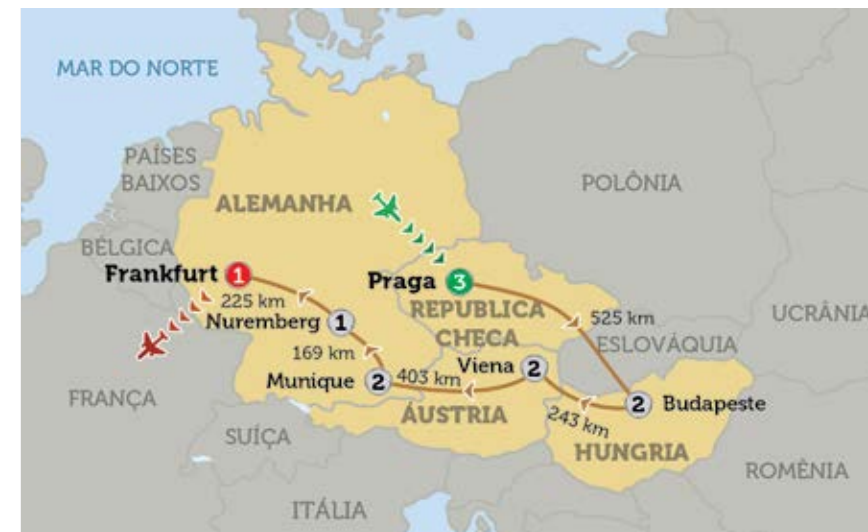 MAR DO NORTE
PAÍSES
BAIXOS
ALEMANHA
POLÔNIA
BÉLGICA
Frankfurt 1
Praga 3
225 km
REPUBLICA
CHECA
525 km
UCRÂNIA
Nuremberg 1
ESLOVÁQUIA
169 km
Viena 2
Munique 2
403 km
FRANÇA
2 Budapeste
ÁUSTRIA
243 km
SUÍÇA
HUNGRIA
ROMÊNIA
ITÁLIA